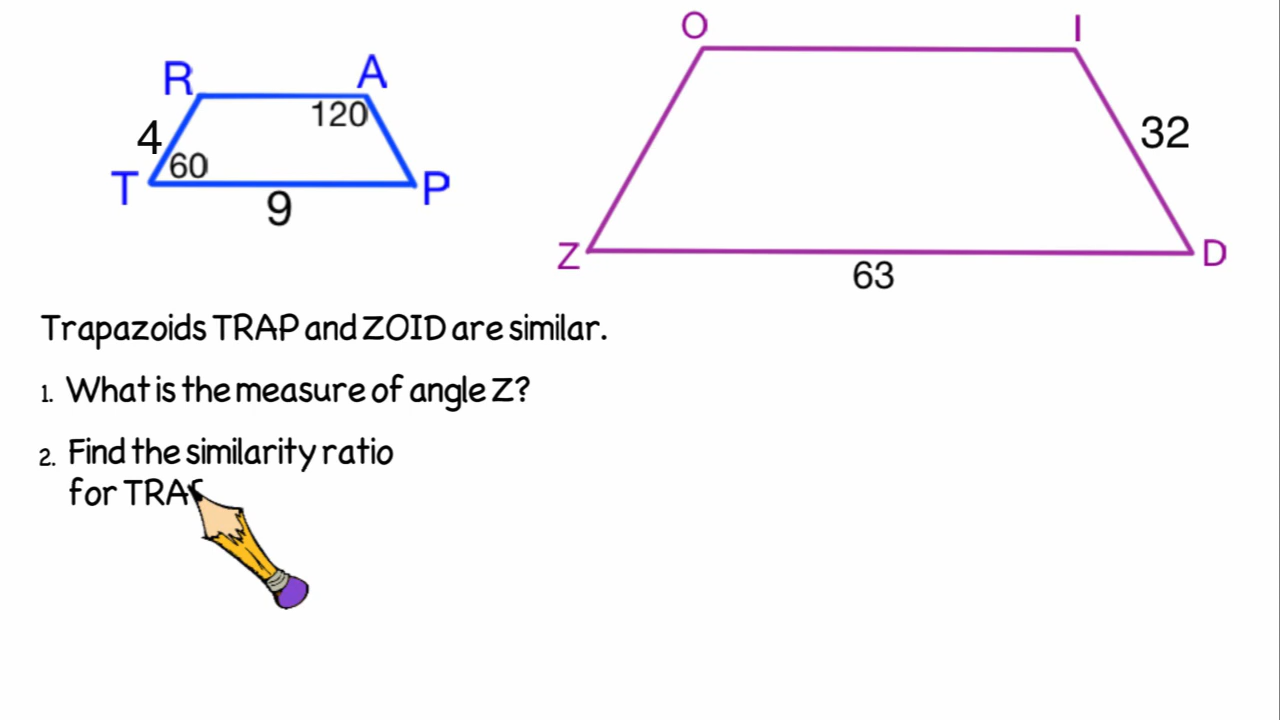 O I
R A
120
32
4
60
T P
9
Z D
63
Trapazoids TRAP and ZOID are similar.
1. What is the measure of angle Z?
2. Find the similarity ratio
for TRA